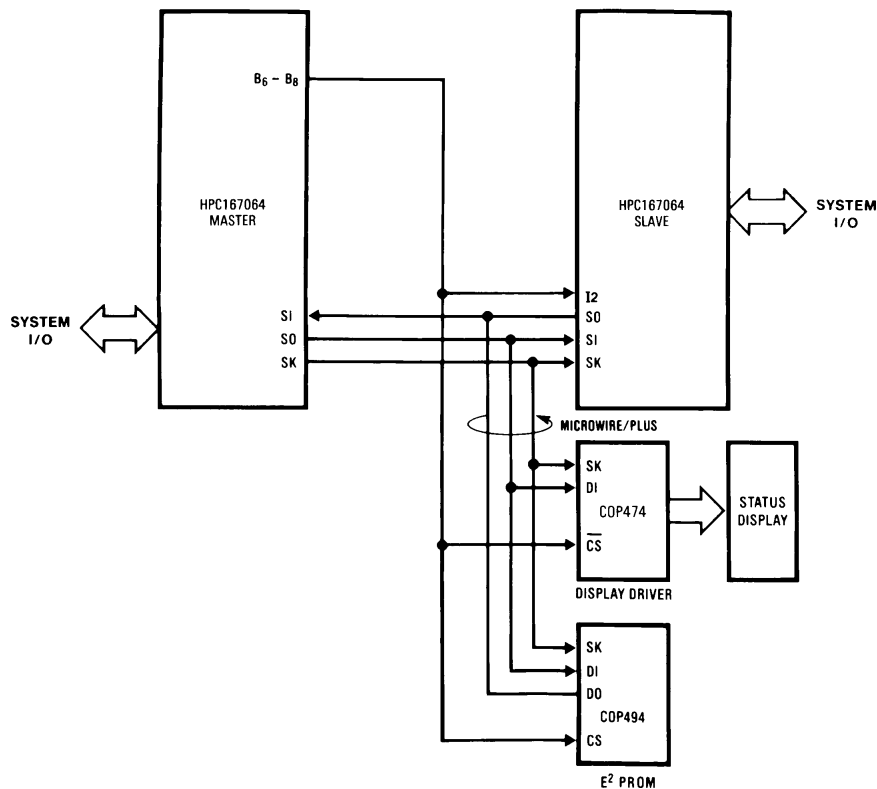 B6 – B8
HPC167064
MASTER
SI
SO
SK
SYSTEM
I/O
HPC167064
SLAVE
I2
SO
SI
SK
SYSTEM
I/O
MICROWIRE/PLUS
SK
DI
COP474
CS
DISPLAY DRIVER
STATUS
DISPLAY
SK
DI
DO
COP494
CS
E² PROM